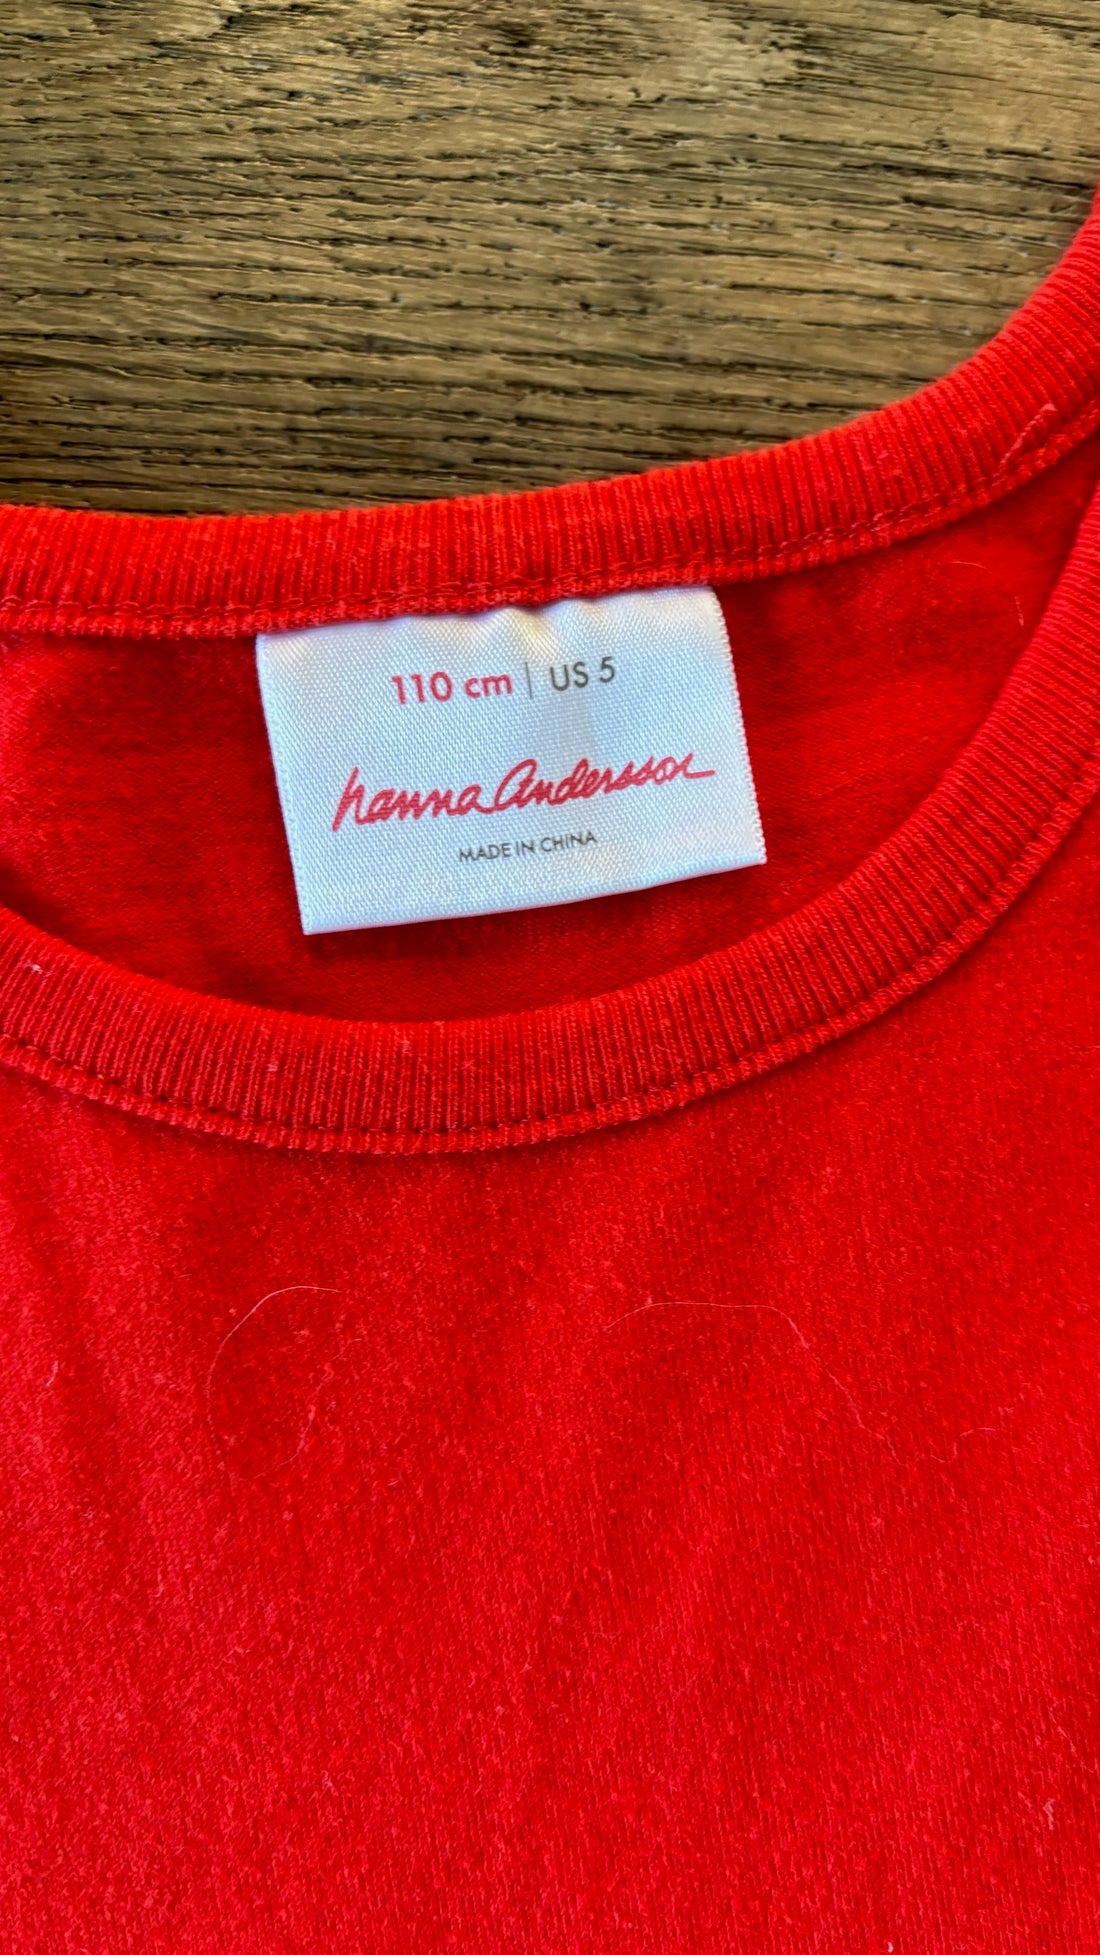 110 cm | US 5
hanna Andersson
MADE IN CHINA